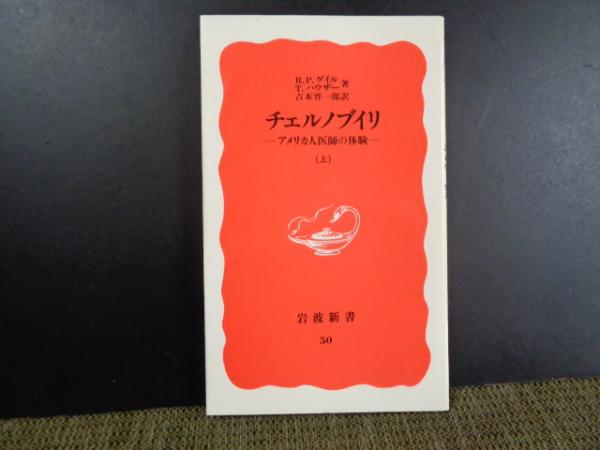 R.P.ゲイル
T.ハウザー 著
吉本晋一郎訳
チェルノブイリ
―アメリカ人医師の体験―
(上)
岩波新書
50